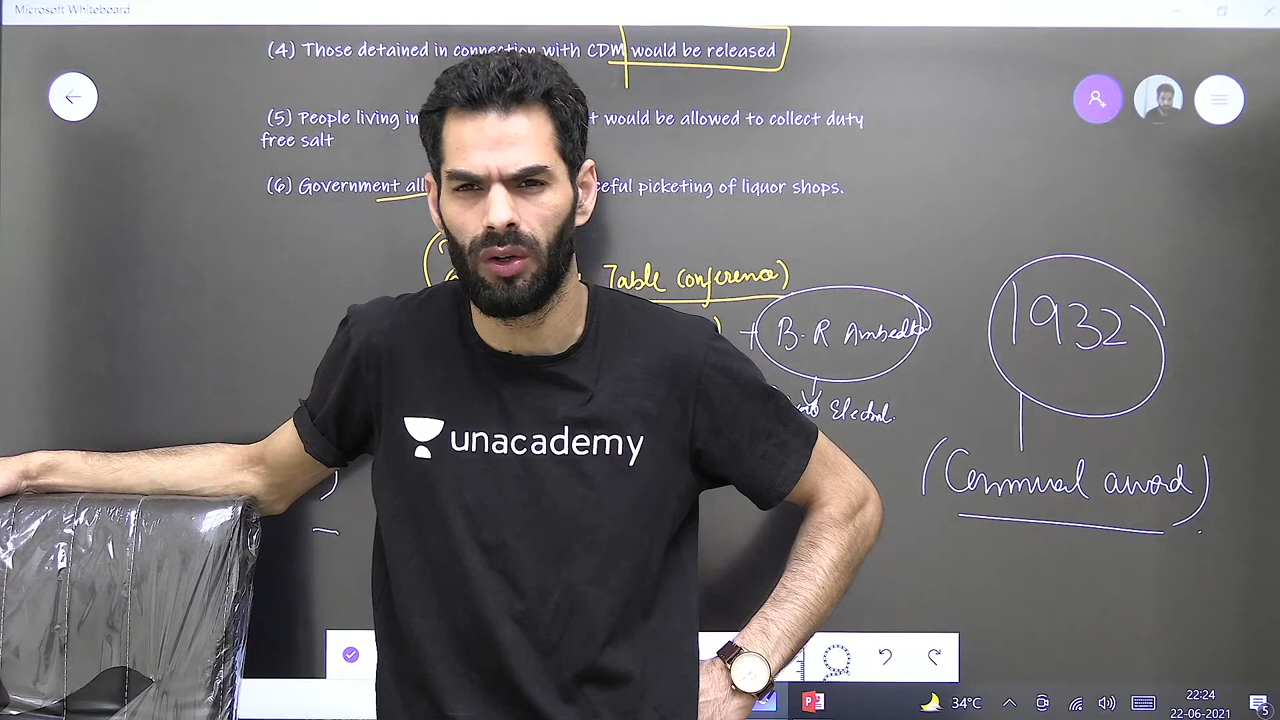 Microsoft Whiteboard
(4) Those detained in connection with CDM would be released
(5) People living in t would be allowed to collect duty
free salt
(6) Government all ceful picketing of liquor shops.
Table Conference)
+ B-R Ambedkar
Electoral
1932
(Communal award)
unacademy
34°C
22:24
22-06-2021
5